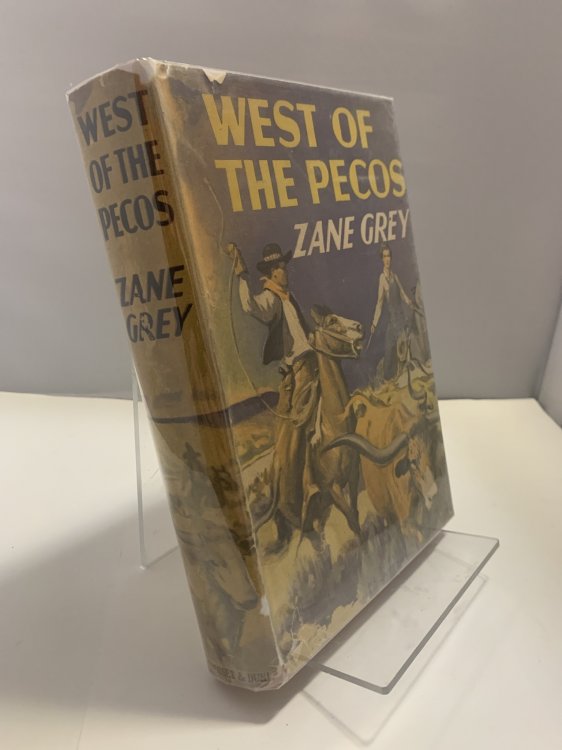 WEST
OF THE
PECOS
ZANE
GREY
WEST OF
THE PECOS
ZANE GREY